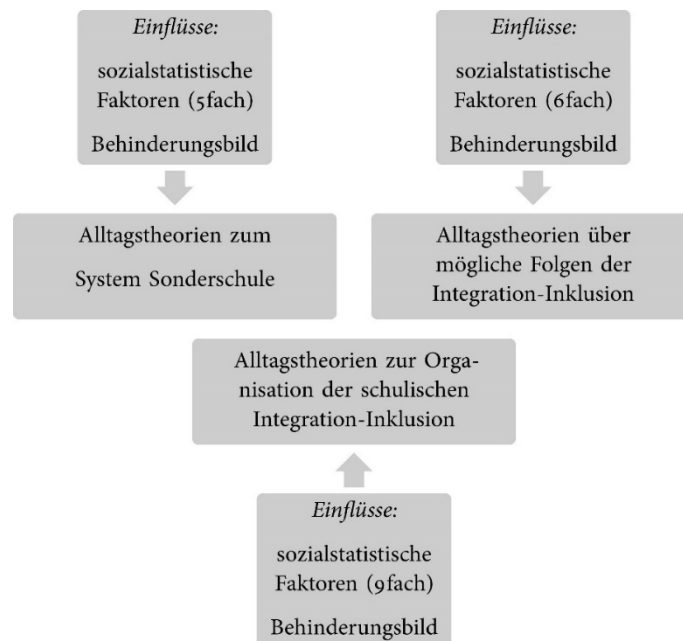 Einflüsse:
sozialstatistische
Faktoren (5fach)
Behinderungsbild
Einflüsse:
sozialstatistische
Faktoren (6fach)
Behinderungsbild
Alltagstheorien zum
System Sonderschule
Alltagstheorien über
mögliche Folgen der
Integration-Inklusion
Alltagstheorien zur Orga-
nisation der schulischen
Integration-Inklusion
Einflüsse:
sozialstatistische
Faktoren (9fach)
Behinderungsbild